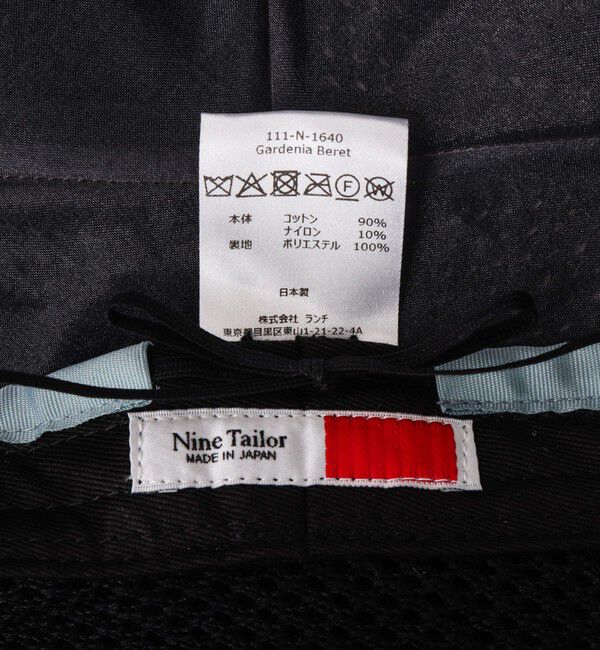 111-N-1640
Gardenia Beret
F W
本体 コットン 90%
ナイロン 10%
裏地 ポリエステル 100%
日本製
株式会社 ランチ
東京都目黒区東山1-21-22-4A
Nine Tailor
MADE IN JAPAN